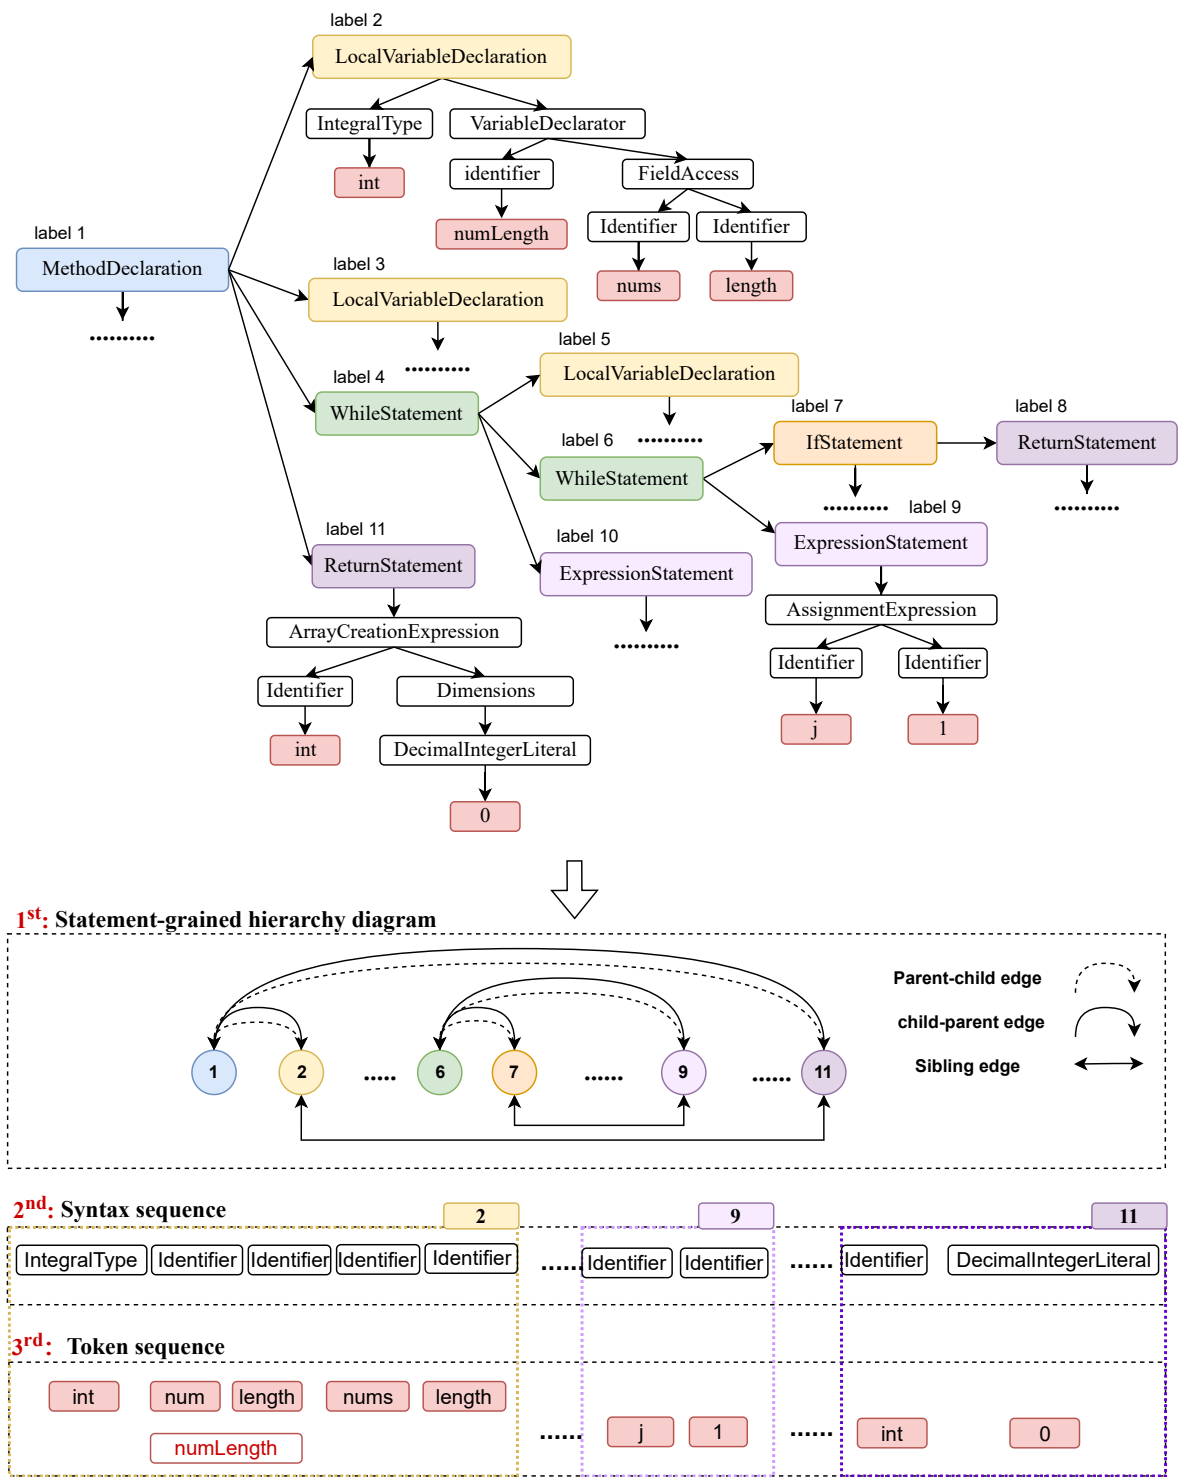 label 2
LocalVariableDeclaration
IntegralType
VariableDeclarator
int
identifier
FieldAccess
numLength
Identifier
Identifier
nums
length
label 1
MethodDeclaration
..........
label 3
LocalVariableDeclaration
..........
label 4
WhileStatement
label 5
LocalVariableDeclaration
..........
label 6
WhileStatement
label 7
IfStatement
..........
label 8
ReturnStatement
..........
label 9
ExpressionStatement
AssignmentExpression
Identifier
Identifier
j
1
label 10
ExpressionStatement
..........
label 11
ReturnStatement
ArrayCreationExpression
Identifier
Dimensions
int
DecimalIntegerLiteral
0
1st: Statement-grained hierarchy diagram
Parent-child edge
child-parent edge
Sibling edge
1 2 ..... 6 7 ...... 9 ...... 11
2nd: Syntax sequence
2 9 11
IntegralType Identifier Identifier Identifier Identifier ...... Identifier Identifier ...... Identifier DecimalIntegerLiteral
3rd: Token sequence
int num length nums length
...... j 1 ...... int 0
numLength